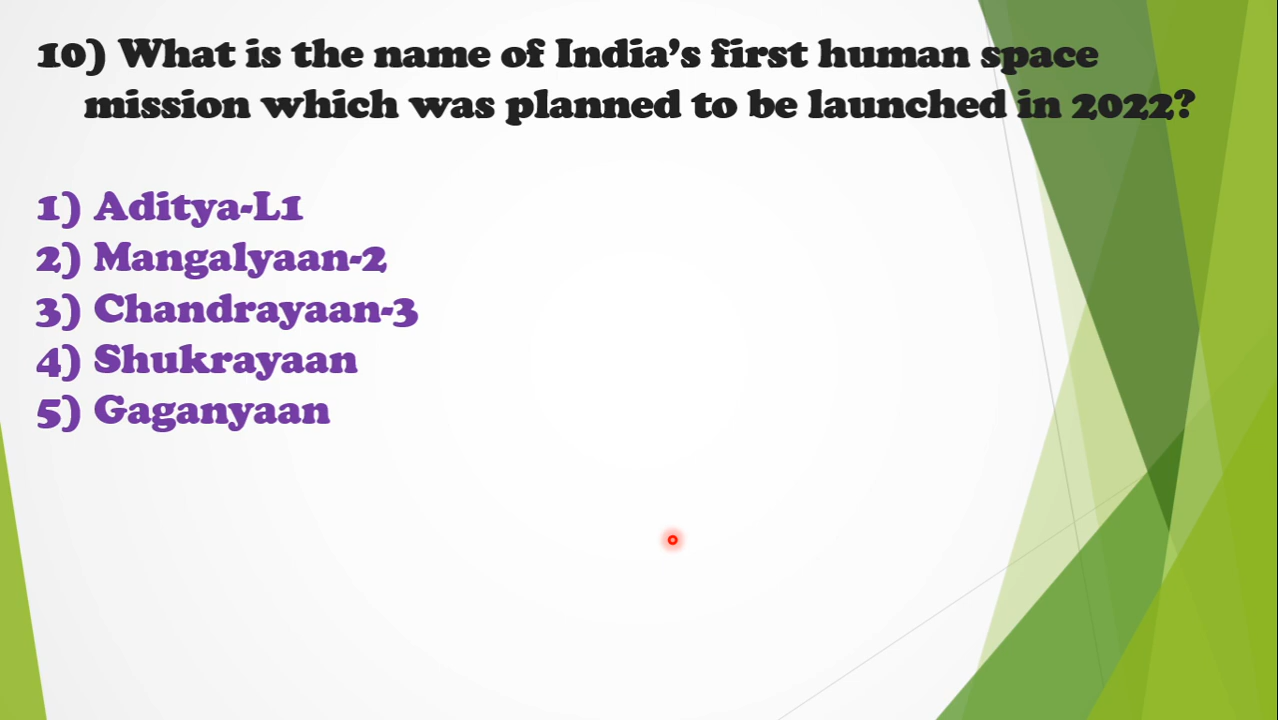 10) What is the name of India’s first human space
mission which was planned to be launched in 2022?
1) Aditya-L1
2) Mangalyaan-2
3) Chandrayaan-3
4) Shukrayaan
5) Gaganyaan